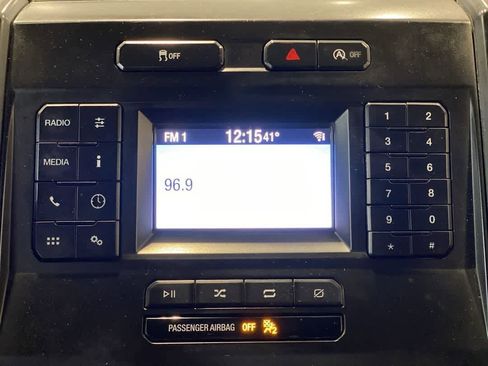 OFF
A OFF
RADIO
MEDIA
i
FM 1 12:15 41°
96.9
1 2
3 4
5 6
7 8
9 0
* #
PASSENGER AIRBAG OFF 2